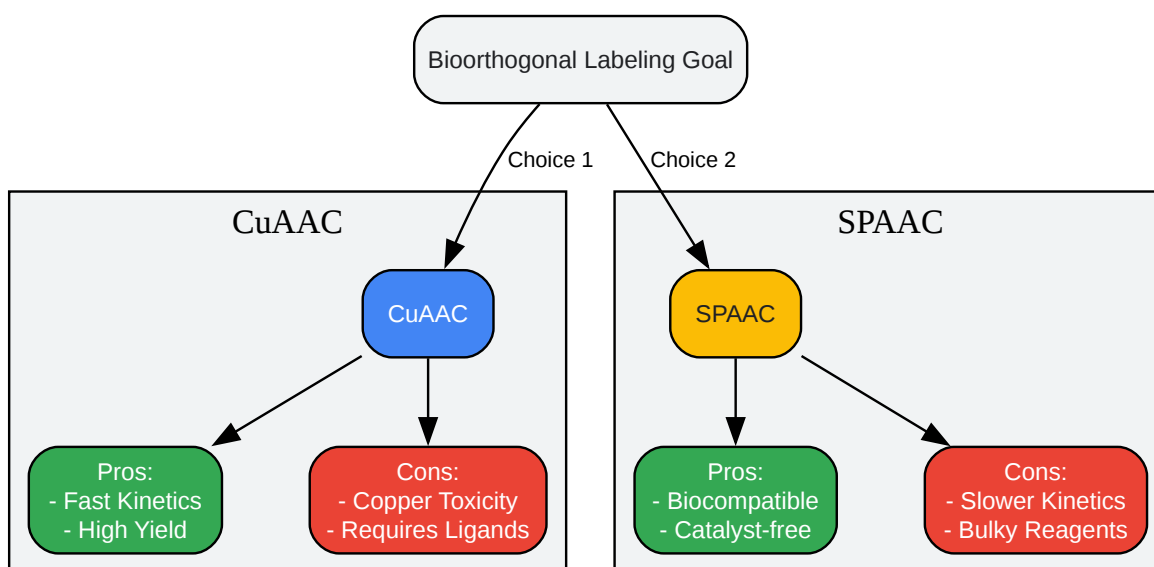 Bioorthogonal Labeling Goal
Choice 1
Choice 2
CuAAC
SPAAC
CuAAC
SPAAC
Pros:
- Fast Kinetics
- High Yield
Cons:
- Copper Toxicity
- Requires Ligands
Pros:
- Biocompatible
- Catalyst-free
Cons:
- Slower Kinetics
- Bulky Reagents